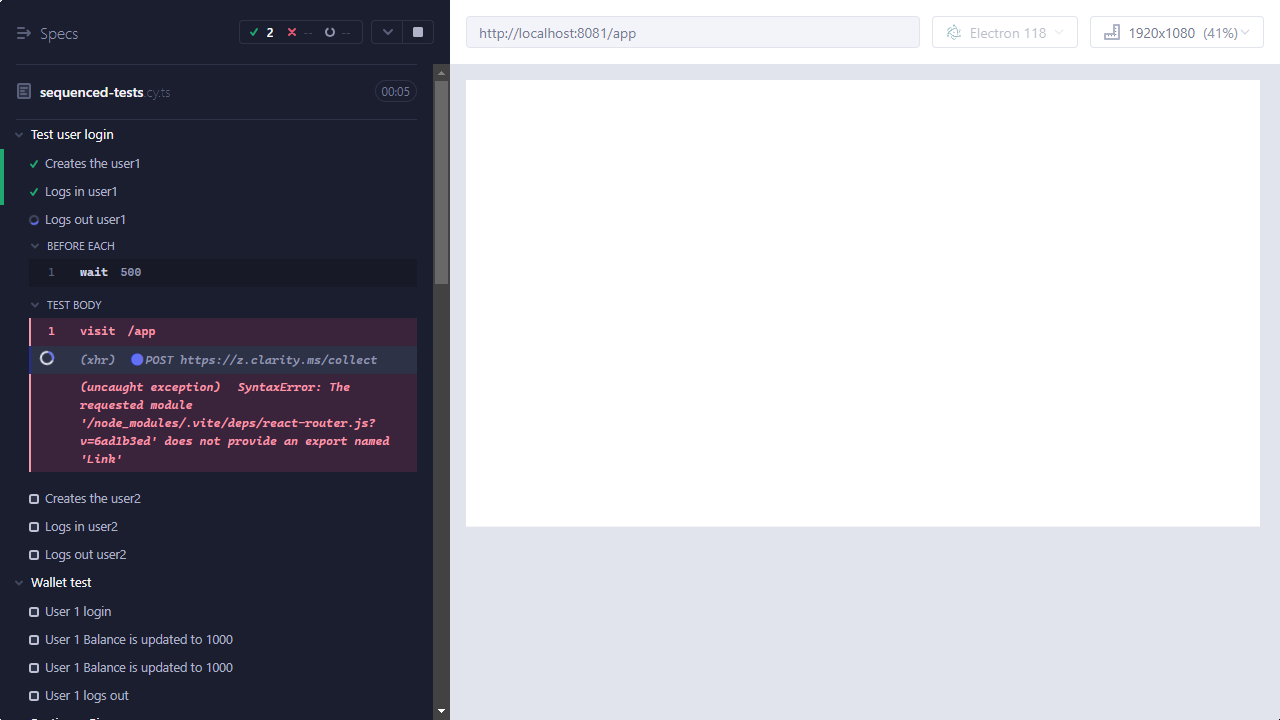 Specs
2 -- --
sequenced-tests.cy.ts
00:05
Test user login
Creates the user1
Logs in user1
Logs out user1
BEFORE EACH
1 wait 500
TEST BODY
1 visit /app
(xhr) POST https://z.clarity.ms/collect
(uncaught exception) SyntaxError: The
requested module
'/node_modules/.vite/deps/react-router.js?
v=6ad1b3ed' does not provide an export named
'Link'
Creates the user2
Logs in user2
Logs out user2
Wallet test
User 1 login
User 1 Balance is updated to 1000
User 1 Balance is updated to 1000
User 1 logs out
http://localhost:8081/app
Electron 118
1920x1080 (41%)